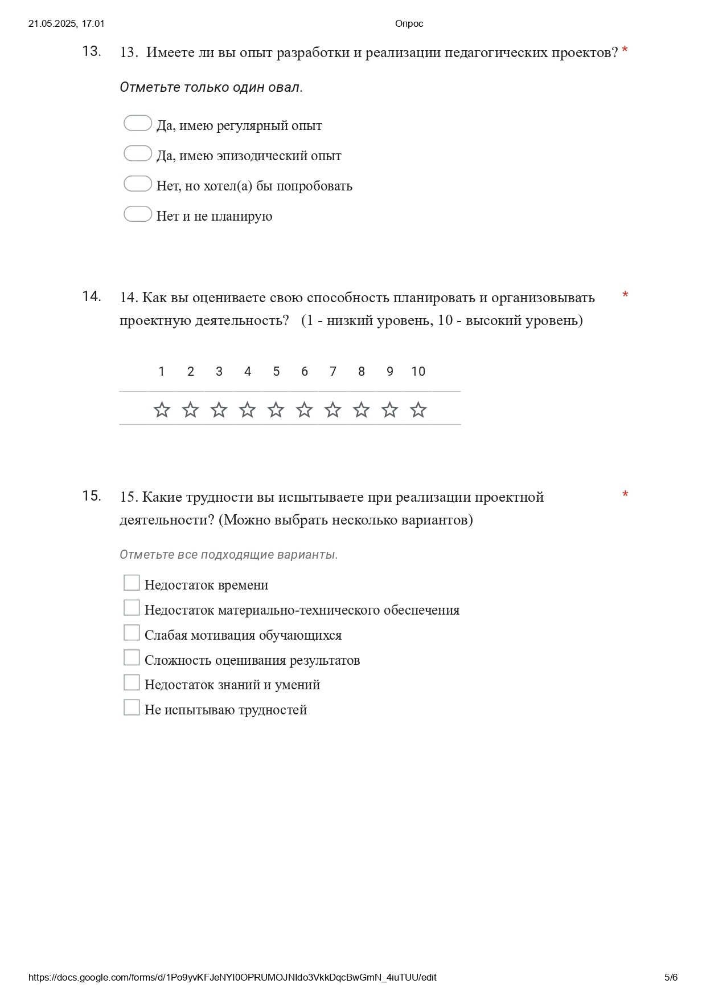 21.05.2025, 17:01 Опрос
13. 13. Имеете ли вы опыт разработки и реализации педагогических проектов? *
Отметьте только один овал.
Да, имею регулярный опыт
Да, имею эпизодический опыт
Нет, но хотел(а) бы попробовать
Нет и не планирую
14. 14. Как вы оцениваете свою способность планировать и организовывать *
проектную деятельность? (1 - низкий уровень, 10 - высокий уровень)
1 2 3 4 5 6 7 8 9 10
15. 15. Какие трудности вы испытываете при реализации проектной *
деятельности? (Можно выбрать несколько вариантов)
Отметьте все подходящие варианты.
Недостаток времени
Недостаток материально-технического обеспечения
Слабая мотивация обучающихся
Сложность оценивания результатов
Недостаток знаний и умений
Не испытываю трудностей
https://docs.google.com/forms/d/1Po9yvKFJeNYI0OPRUMOJNIdo3VkkDqcBwGmN_4iuTUU/edit 5/6